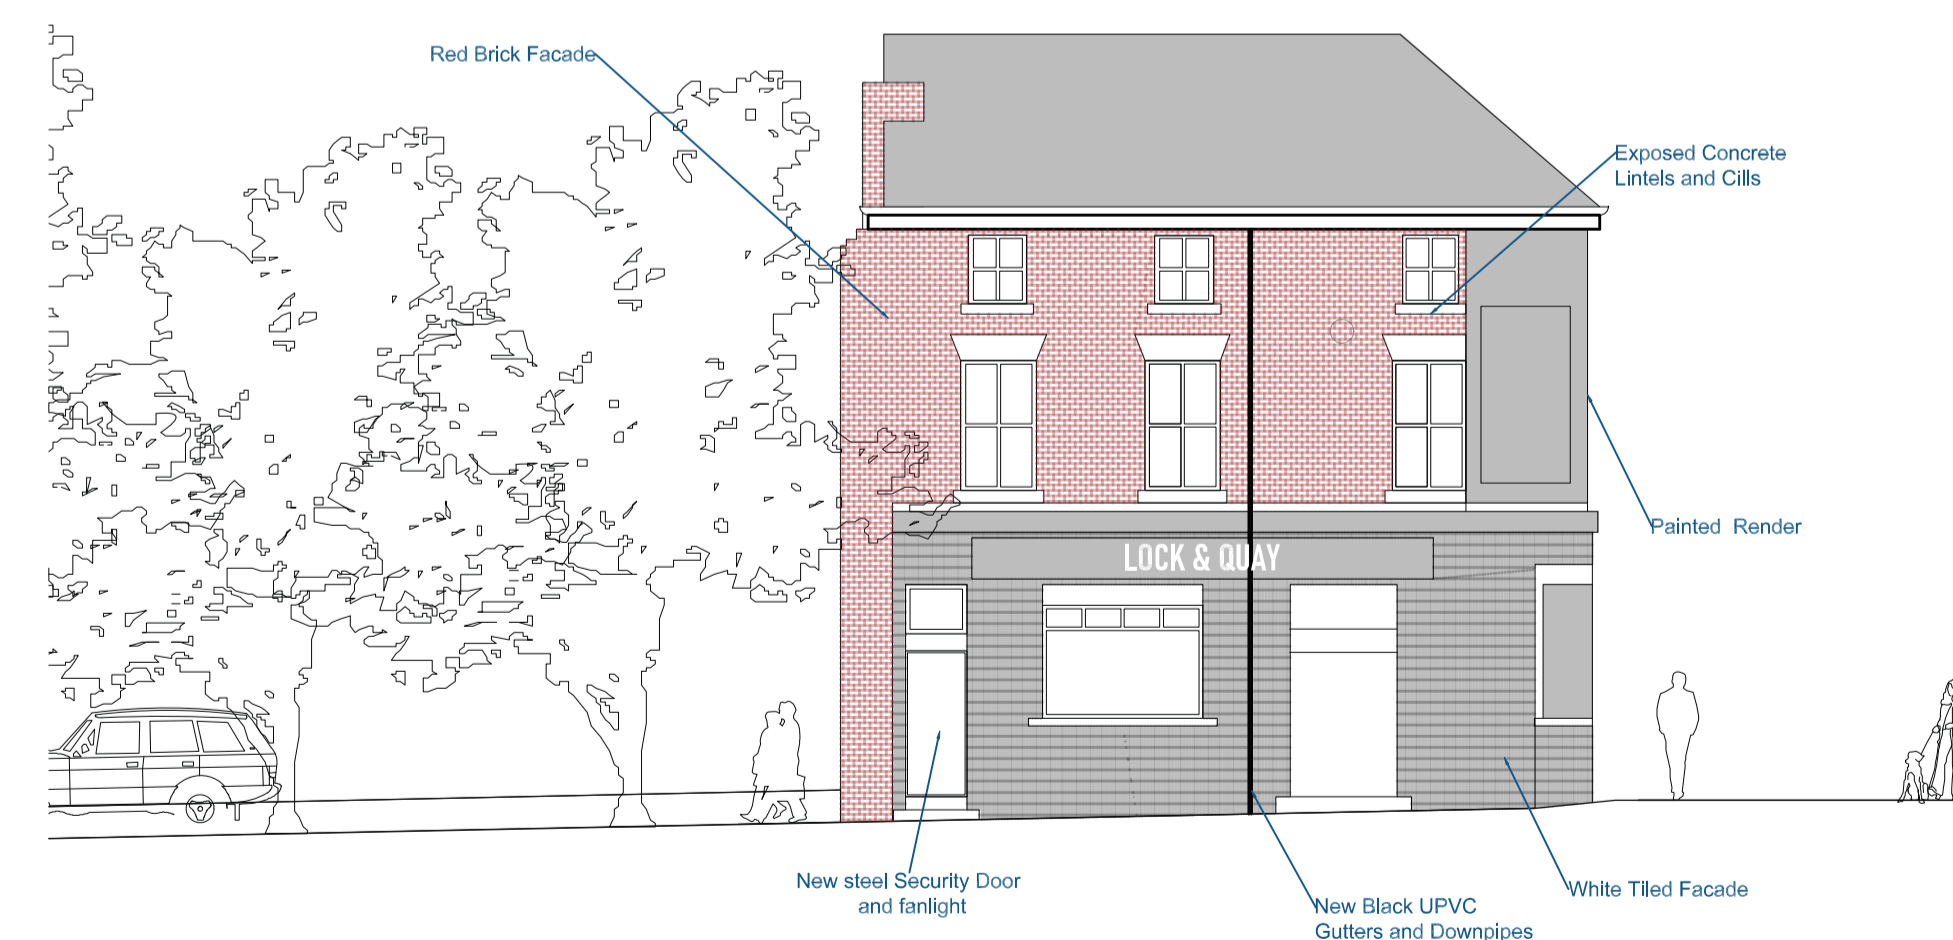 Red Brick Facade
Exposed Concrete
Lintels and Cills
Painted Render
LOCK & QUAY
New steel Security Door
and fanlight
White Tiled Facade
New Black UPVC
Gutters and Downpipes